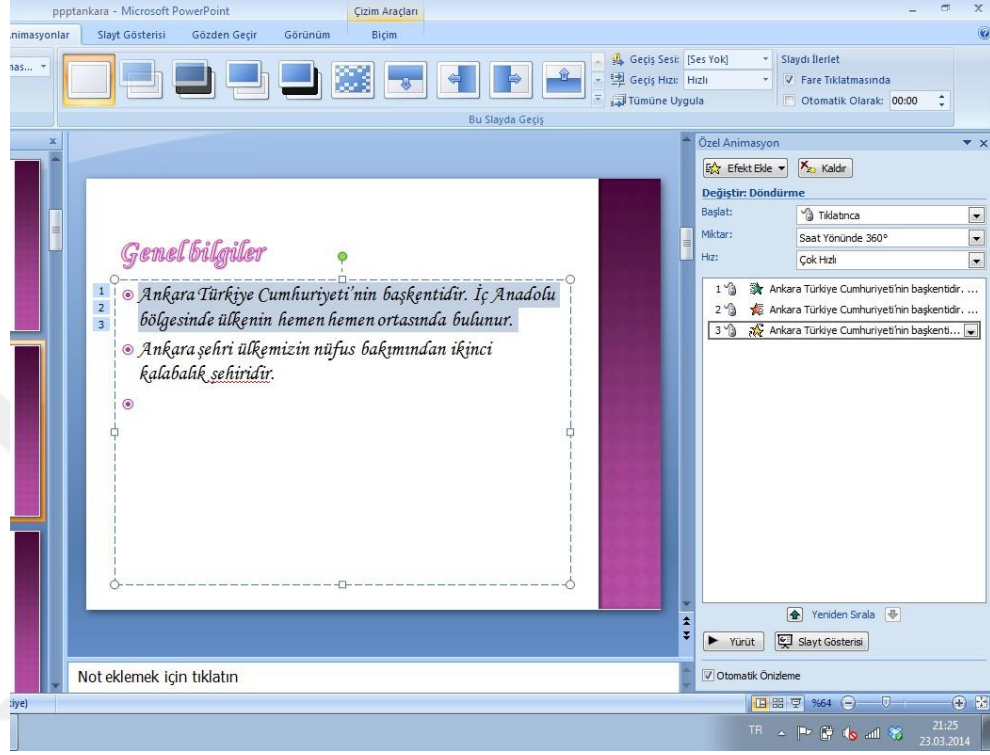 ppptankara - Microsoft PowerPoint
Çizim Araçları
nimasyonlar
Slayt Gösterisi
Gözden Geçir
Görünüm
Biçim
nas...
Geçiş Sesi:
[Ses Yok]
Geçiş Hızı:
Hızlı
Tümüne Uygula
Slaydı İlerlet
Fare Tıklatmasında
Otomatik Olarak:
00:00
Bu Slayda Geçiş
Genel bilgiler
1
2
3
Ankara Türkiye Cumhuriyeti'nin başkentidir. İç Anadolu
bölgesinde ülkenin hemen hemen ortasında bulunur.
Ankara şehri ülkemizin nüfus bakımından ikinci
kalabalık şehiridir.
Özel Animasyon
Efekt Ekle
Kaldır
Değiştir: Döndürme
Başlat:
Tıklatınca
Miktar:
Saat Yönünde 360°
Hız:
Çok Hızlı
1 Ankara Türkiye Cumhuriyeti'nin başkentidir. ...
2 Ankara Türkiye Cumhuriyeti'nin başkentidir. ...
3 Ankara Türkiye Cumhuriyeti'nin başkenti...
Yeniden Sırala
Yürüt
Slayt Gösterisi
Otomatik Önizleme
Not eklemek için tıklatın
iye)
%64
TR
21:25
23.03.2014